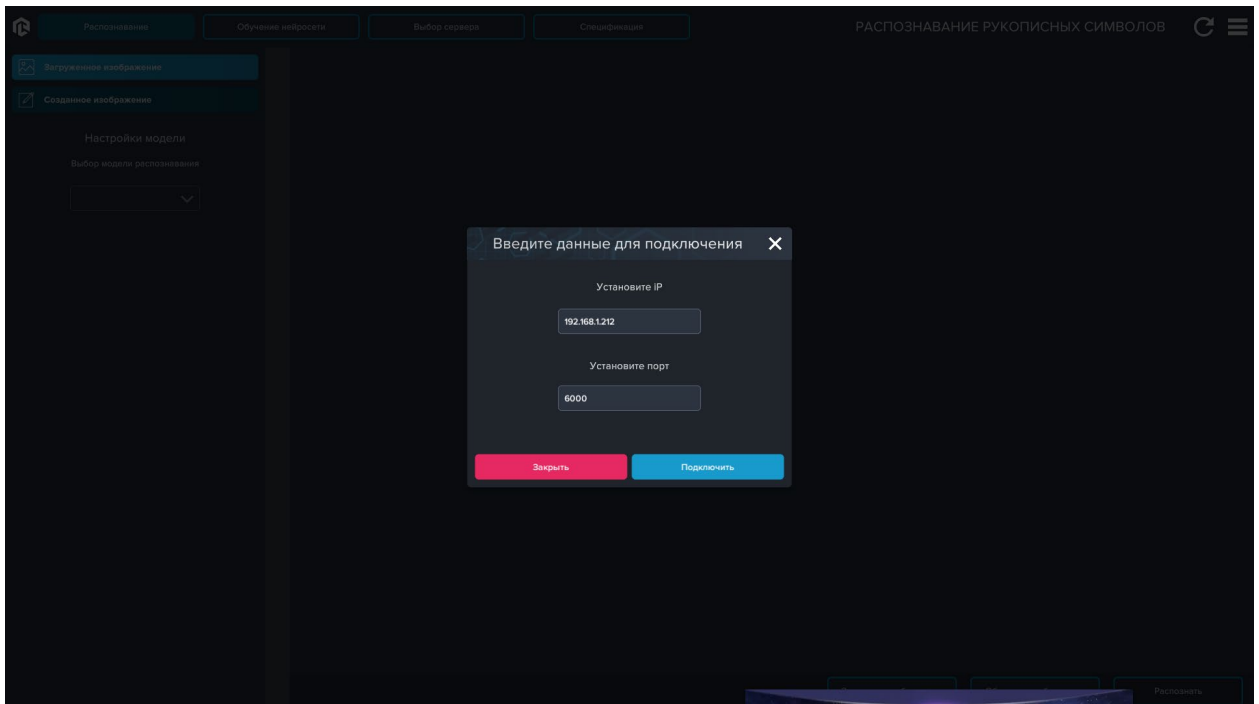 Распознавание
Обучение нейросети
Выбор сервера
Спецификация
РАСПОЗНАВАНИЕ РУКОПИСНЫХ СИМВОЛОВ
Загруженное изображение
Созданное изображение
Настройки модели
Выбор модели распознавания
Введите данные для подключения
Установите iP
192.168.1.212
Установите порт
6000
Закрыть
Подключить
Распознать